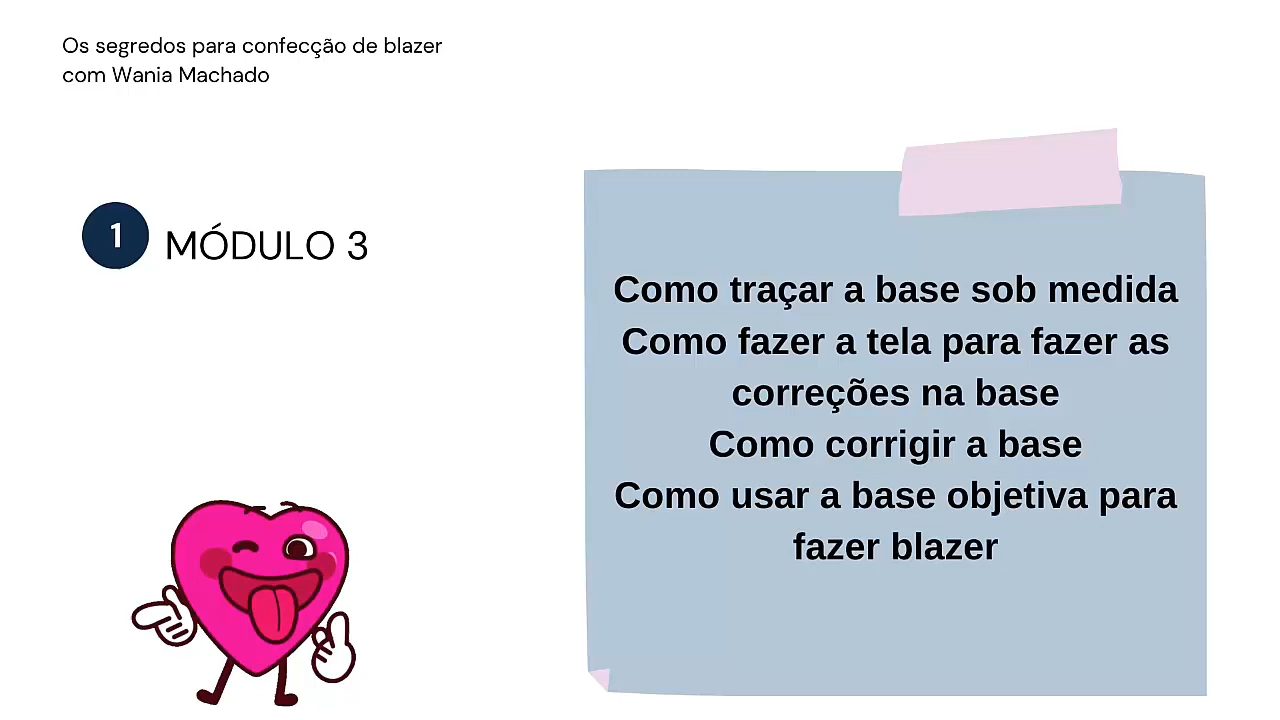 Os segredos para confecção de blazer
com Wania Machado
1
MÓDULO 3
Como traçar a base sob medida
Como fazer a tela para fazer as
correções na base
Como corrigir a base
Como usar a base objetiva para
fazer blazer